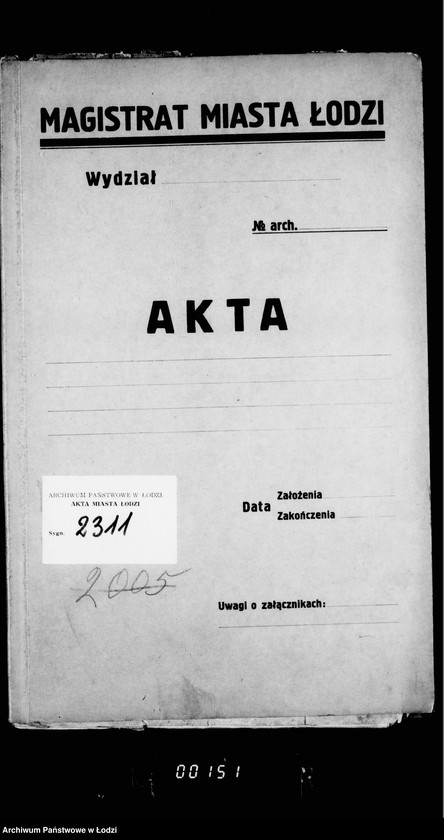 MAGISTRAT MIASTA ŁODZI
Wydział
№ arch.
AKTA
ARCHIWUM PAŃSTWOWE W ŁODZI
AKTA MIASTA ŁODZI
Sygn. 2311
2005
Data Założenia
Zakończenia
Uwagi o załącznikach:
00151
Archiwum Państwowe w Łodzi